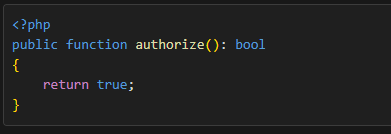 <?php
public function authorize(): bool
{
    return true;
}